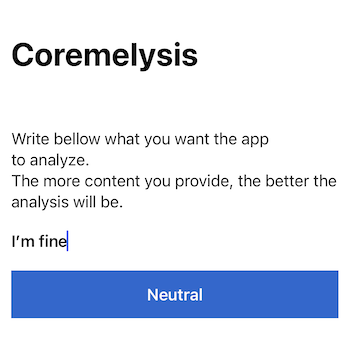 Coremelysis
Write bellow what you want the app
to analyze.
The more content you provide, the better the
analysis will be.
I'm fine
Neutral